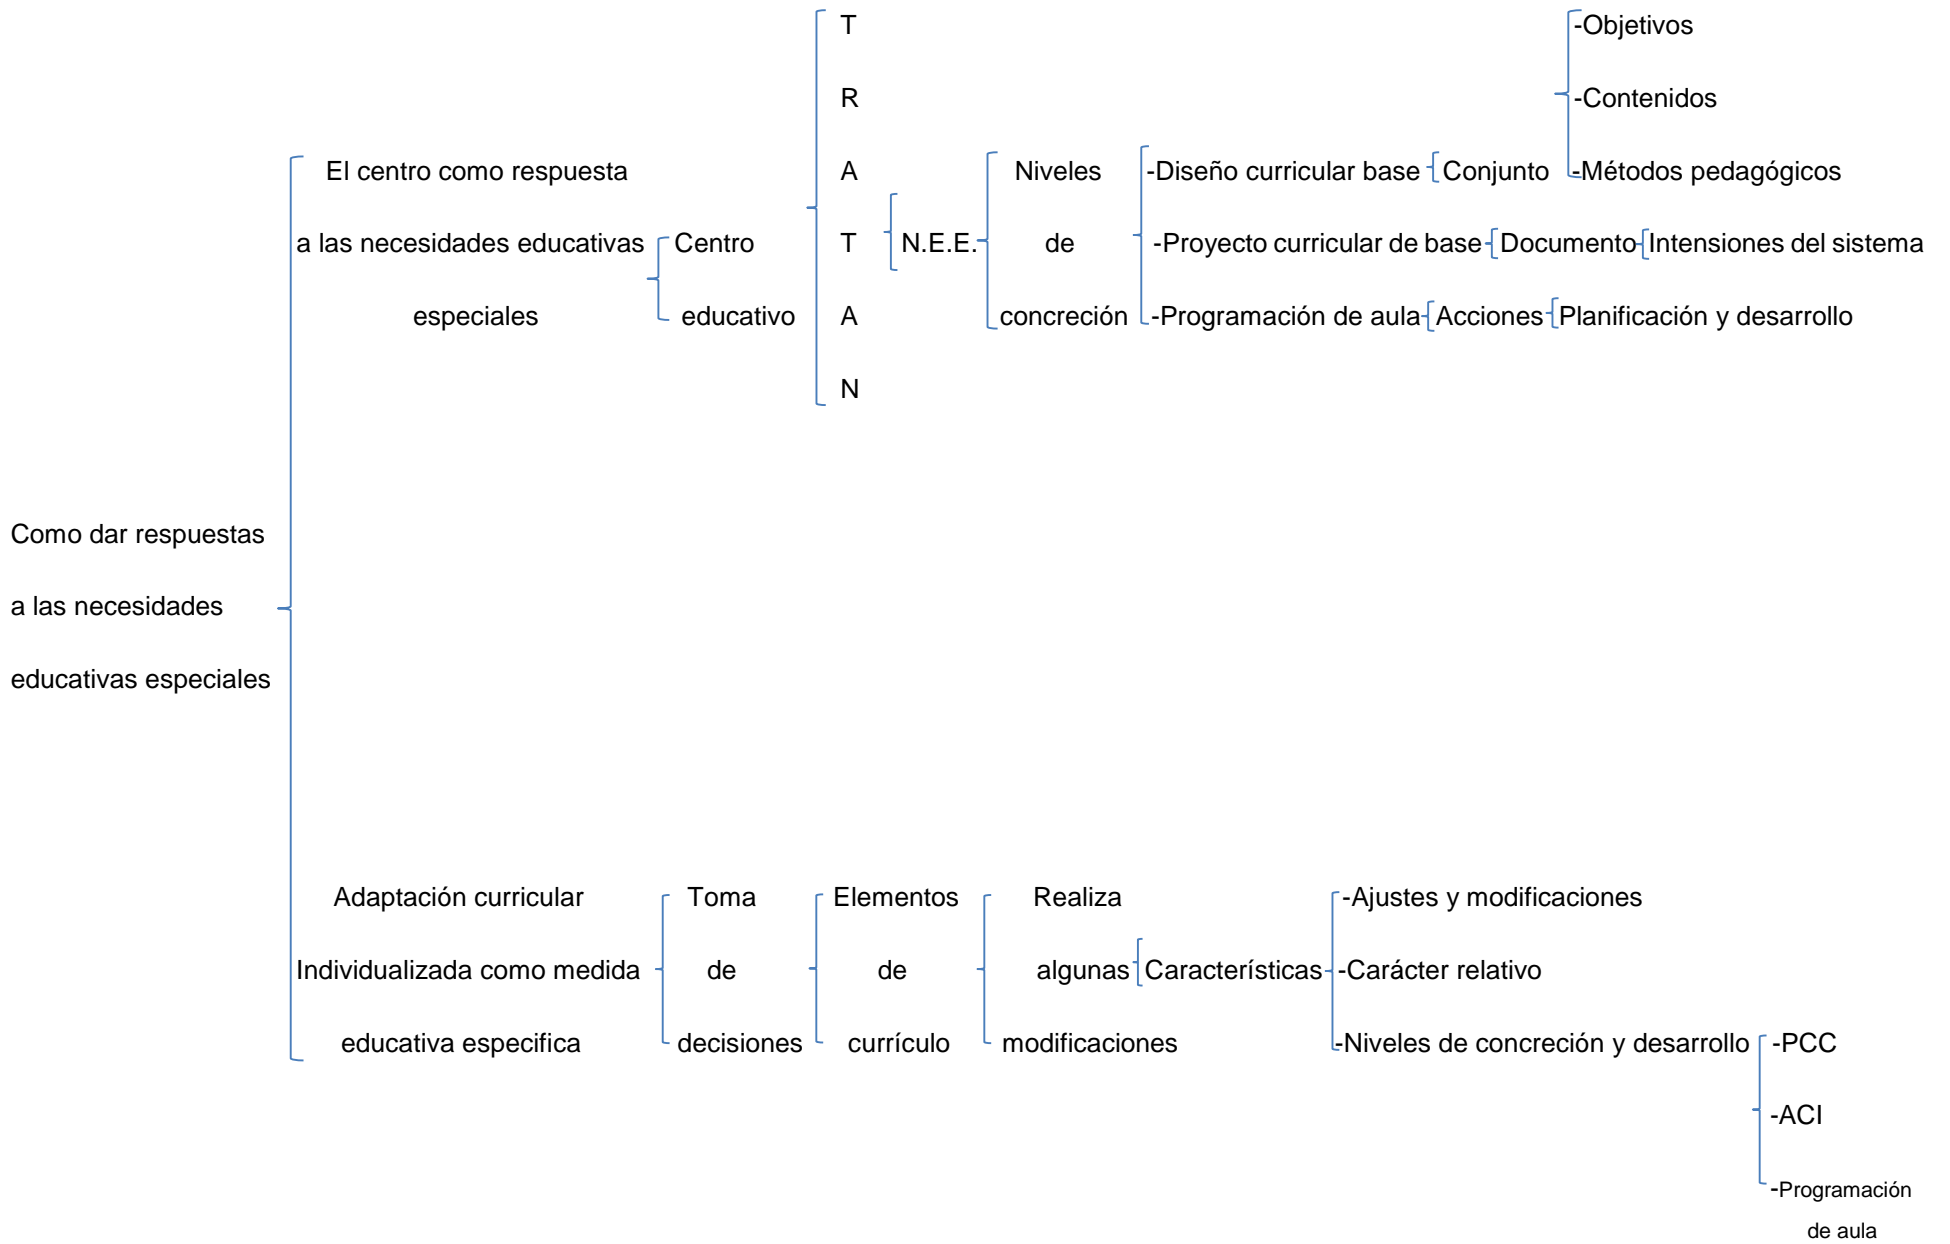 Como dar respuestas
a las necesidades
educativas especiales
El centro como respuesta
a las necesidades educativas
especiales
Centro
educativo
T
R
A
T
A
N
N.E.E.
Niveles
de
concreción
-Diseño curricular base
Conjunto
-Objetivos
-Contenidos
-Métodos pedagógicos
-Proyecto curricular de base
Documento
Intensiones del sistema
-Programación de aula
Acciones
Planificación y desarrollo
Adaptación curricular
Individualizada como medida
educativa especifica
Toma
de
decisiones
Elementos
de
currículo
Realiza
algunas
modificaciones
Características
-Ajustes y modificaciones
-Carácter relativo
-Niveles de concreción y desarrollo
-PCC
-ACI
-Programación
de aula